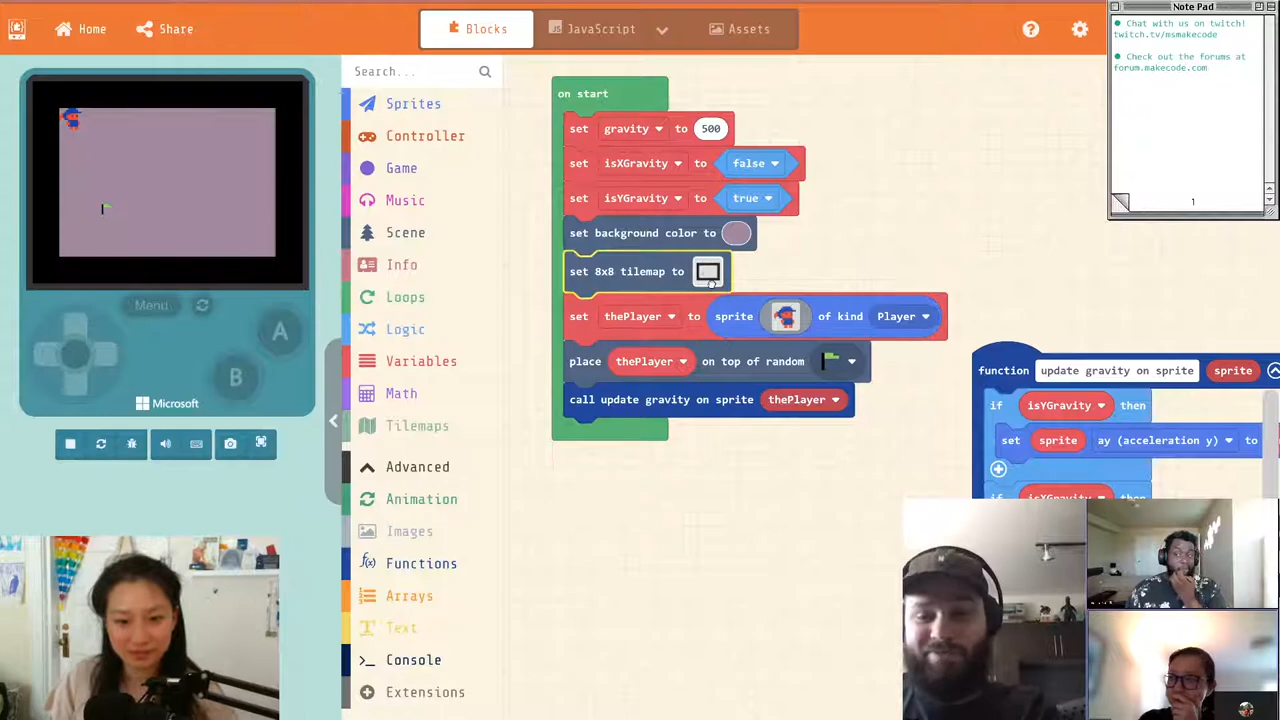 Home
Share
Blocks
JavaScript
Assets
Note Pad
Chat with us on twitch!
twitch.tv/msmakecode
Check out the forums at
forum.makecode.com
1
Menu
A
B
Microsoft
Search...
Sprites
Controller
Game
Music
Scene
Info
Loops
Logic
Variables
Math
Tilemaps
Advanced
Animation
Images
Functions
Arrays
Text
Console
Extensions
on start
set gravity to 500
set isXGravity to false
set isYGravity to true
set background color to
set 8x8 tilemap to
set thePlayer to sprite of kind Player
place thePlayer on top of random
call update gravity on sprite thePlayer
function update gravity on sprite sprite
if isYGravity then
set sprite ay (acceleration y) to
if isXGravity then